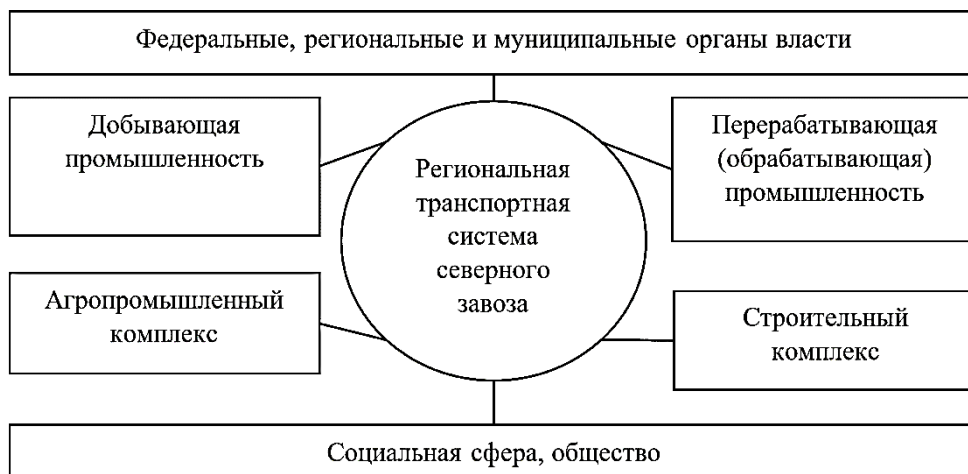 Федеральные, региональные и муниципальные органы власти
Добывающая
промышленность
Перерабатывающая
(обрабатывающая)
промышленность
Региональная
транспортная
система
северного
завоза
Агропромышленный
комплекс
Строительный
комплекс
Социальная сфера, общество